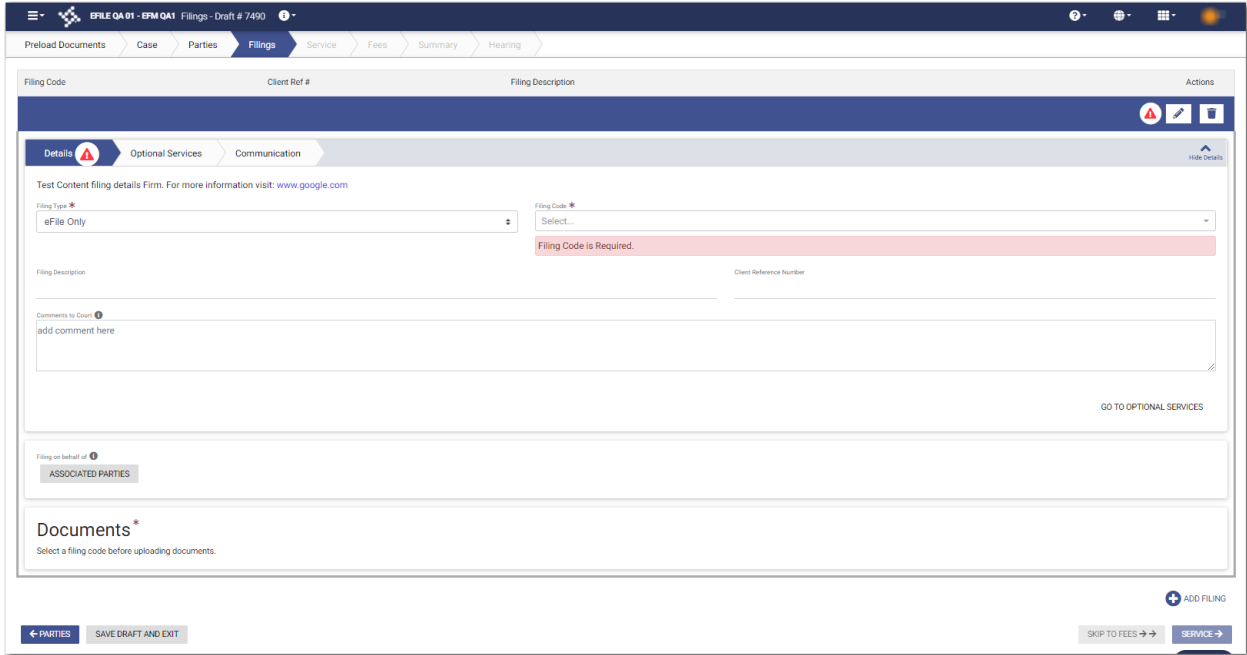 EFILE QA 01 - EFM QA1 Filings - Draft # 7490
Preload Documents Case Parties Filings Service Fees Summary Hearing
Filing Code Client Ref # Filing Description Actions
Details Optional Services Communication Hide Details
Test Content filing details Firm. For more information visit: www.google.com
Filing Type * Filing Code *
eFile Only Select...
Filing Code is Required.
Filing Description Client Reference Number
Comments to Court
add comment here
GO TO OPTIONAL SERVICES
Filing on behalf of
ASSOCIATED PARTIES
Documents *
Select a filing code before uploading documents.
ADD FILING
PARTIES SAVE DRAFT AND EXIT SKIP TO FEES SERVICE